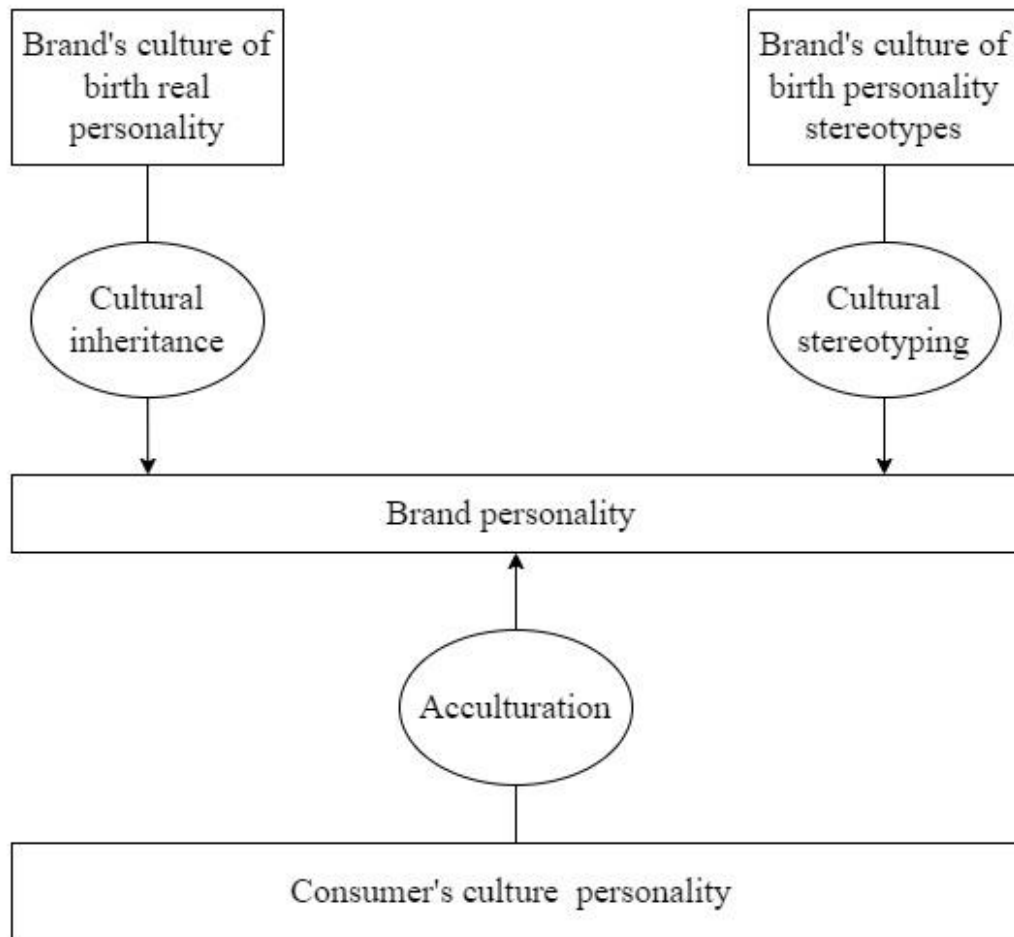 Brand's culture of
birth real
personality
Brand's culture of
birth personality
stereotypes
Cultural
inheritance
Cultural
stereotyping
Brand personality
Acculturation
Consumer's culture personality